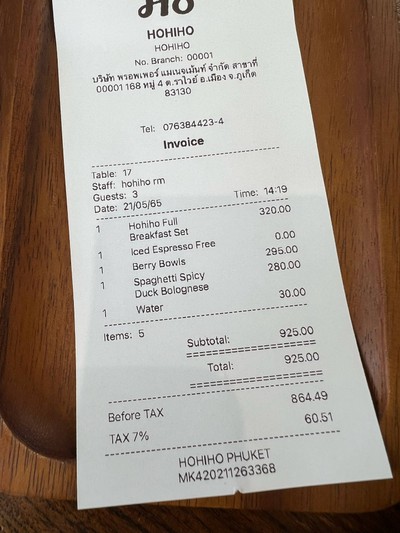 HOHIHO
HOHIHO
No. Branch: 00001
บริษัท พรอพเพอร์ แมเนจเม้นท์ จำกัด สาขาที่
00001 168 หมู่ 4 ต.ราไวย์ อ.เมือง จ.ภูเก็ต
83130
Tel: 076384423-4
Invoice
Table: 17
Staff: hohiho rm
Guests: 3
Date: 21/05/65 Time: 14:19
1 Hohiho Full 320.00
Breakfast Set
1 Iced Espresso Free 0.00
1 Berry Bowls 295.00
1 Spaghetti Spicy 280.00
Duck Bolognese
1 Water 30.00
Items: 5
Subtotal: 925.00
Total: 925.00
Before TAX 864.49
TAX 7% 60.51
HOHIHO PHUKET
MK420211263368